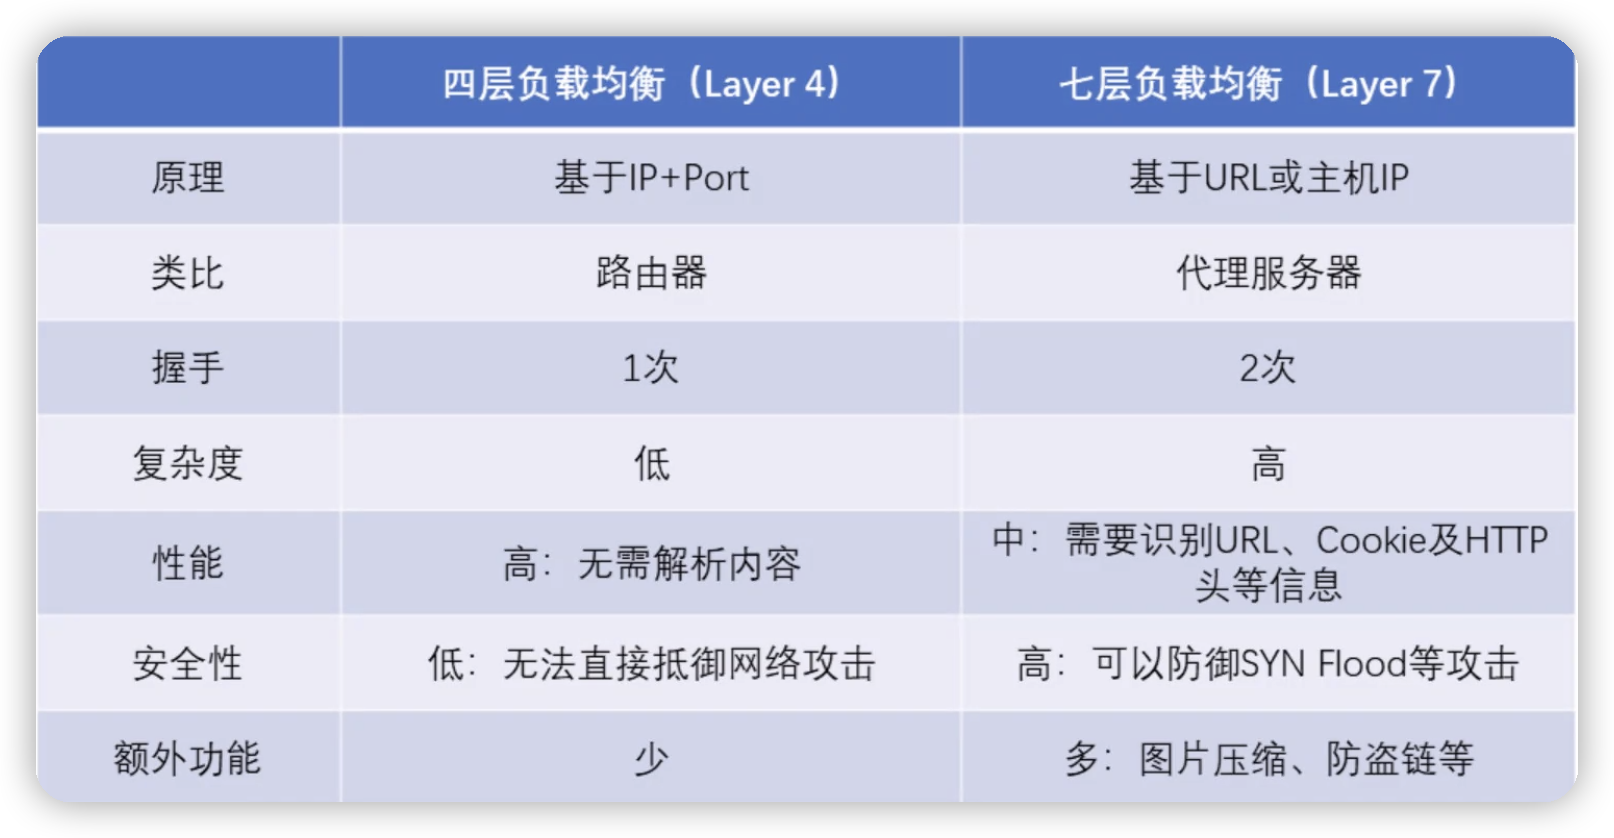 四层负载均衡（Layer 4） 七层负载均衡（Layer 7）
原理 基于IP+Port 基于URL或主机IP
类比 路由器 代理服务器
握手 1次 2次
复杂度 低 高
性能 高：无需解析内容 中：需要识别URL、Cookie及HTTP
头等信息
安全性 低：无法直接抵御网络攻击 高：可以防御SYN Flood等攻击
额外功能 少 多：图片压缩、防盗链等